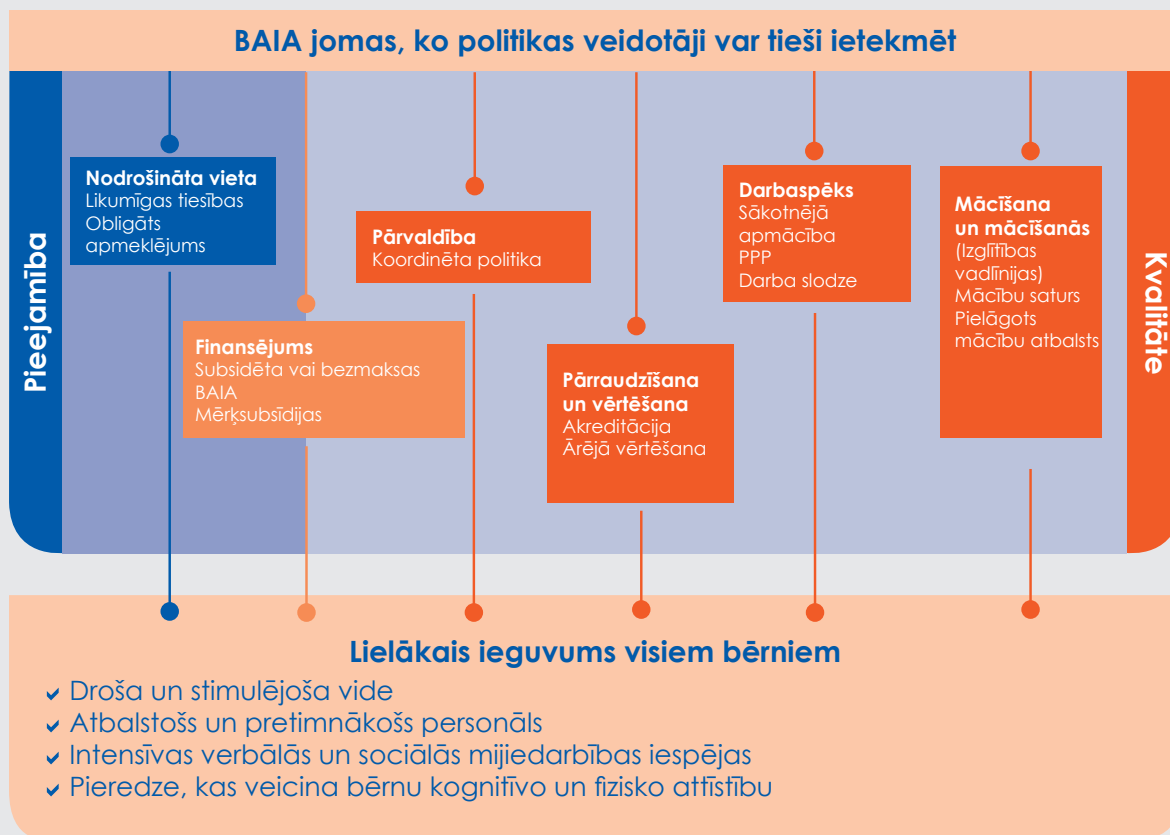 BAIA jomas, ko politikas veidotāji var tieši ietekmēt
Pieejamība
Nodrošināta vieta
Likumīgas tiesības
Obligāts
apmeklējums
Finansējums
Subsidēta vai bezmaksas
BAIA
Mērķsubsīdijas
Pārvaldība
Koordinēta politika
Pārraudzīšana
un vērtēšana
Akreditācija
Ārējā vērtēšana
Darbaspēks
Sākotnējā
apmācība
PPP
Darba slodze
Mācīšana
un mācīšanās
(Izglītības
vadlīnijas)
Mācību saturs
Pielāgots
mācību atbalsts
Kvalitāte
Lielākais ieguvums visiem bērniem
Droša un stimulējoša vide
Atbalstošs un pretimnākošs personāls
Intensīvas verbālās un sociālās mijiedarbības iespējas
Pieredze, kas veicina bērnu kognitīvo un fizisko attīstību